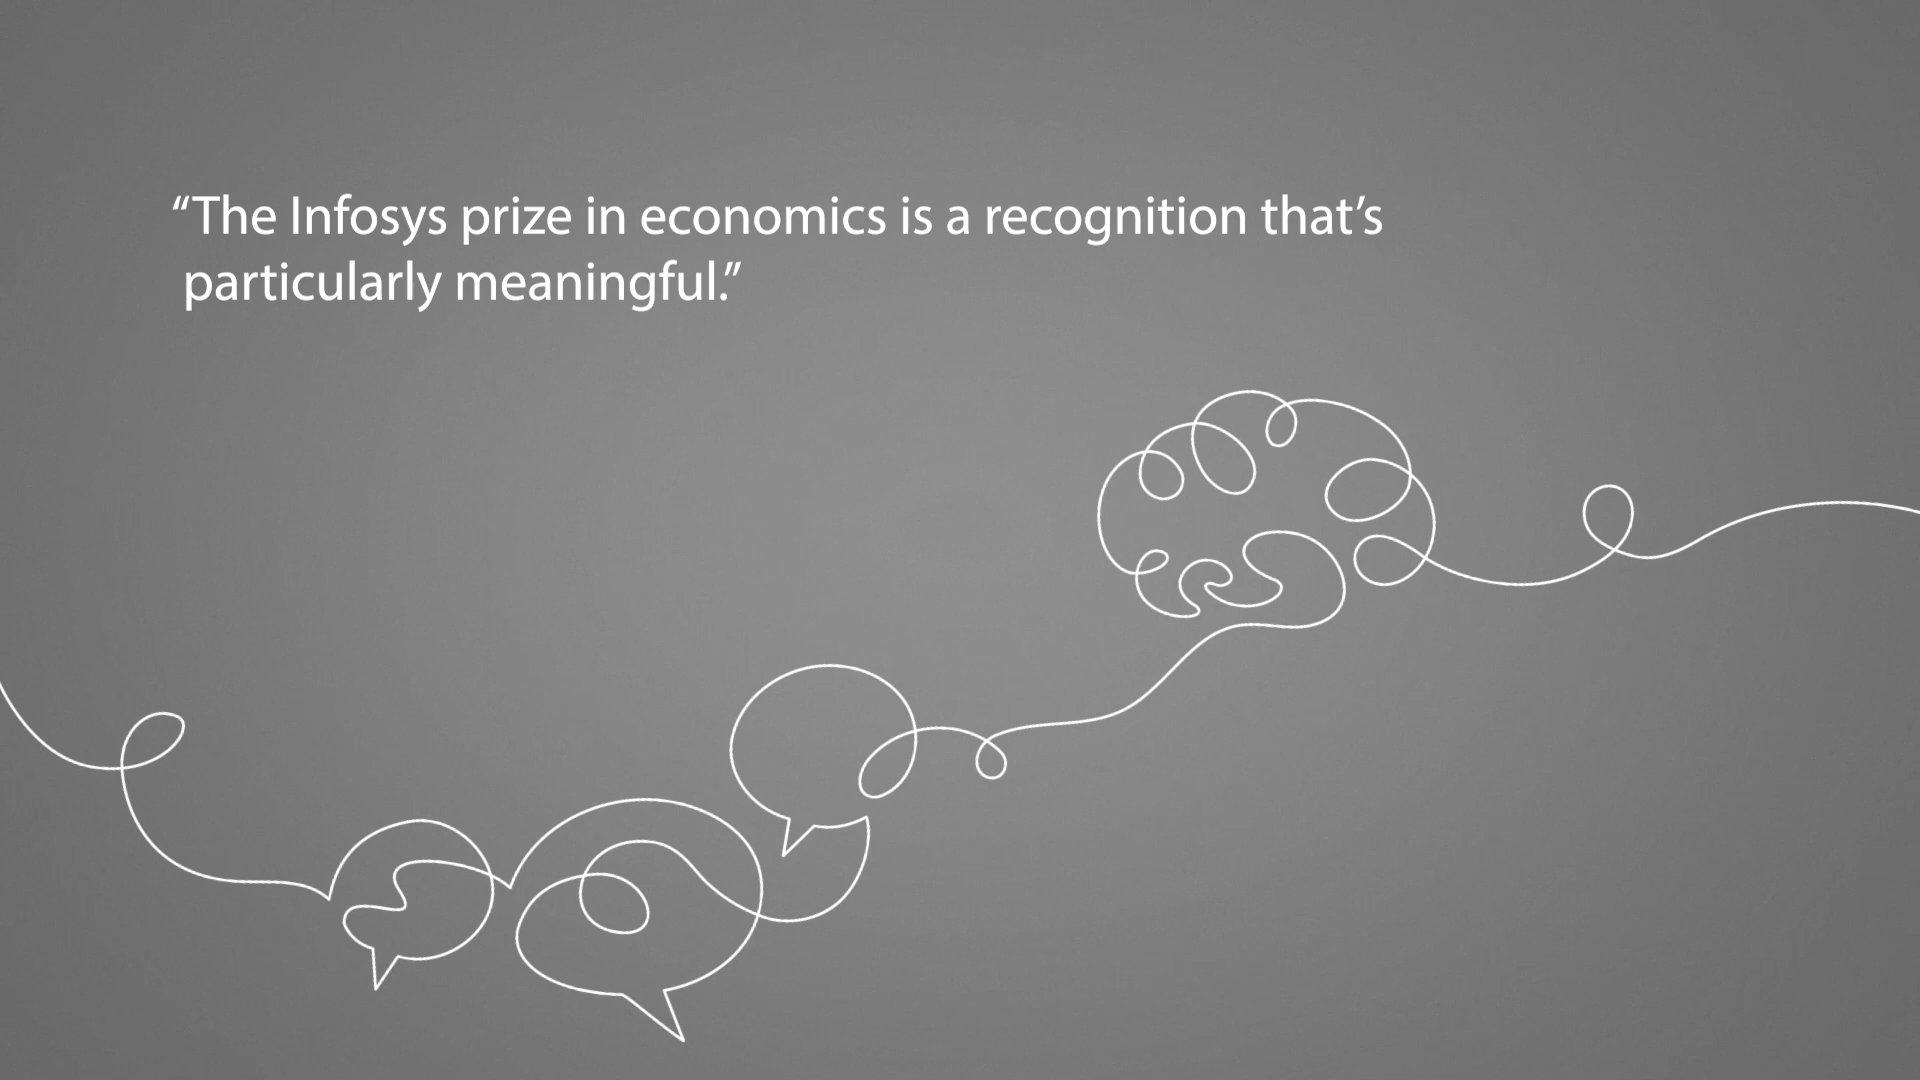 “The Infosys prize in economics is a recognition that’s
particularly meaningful.”